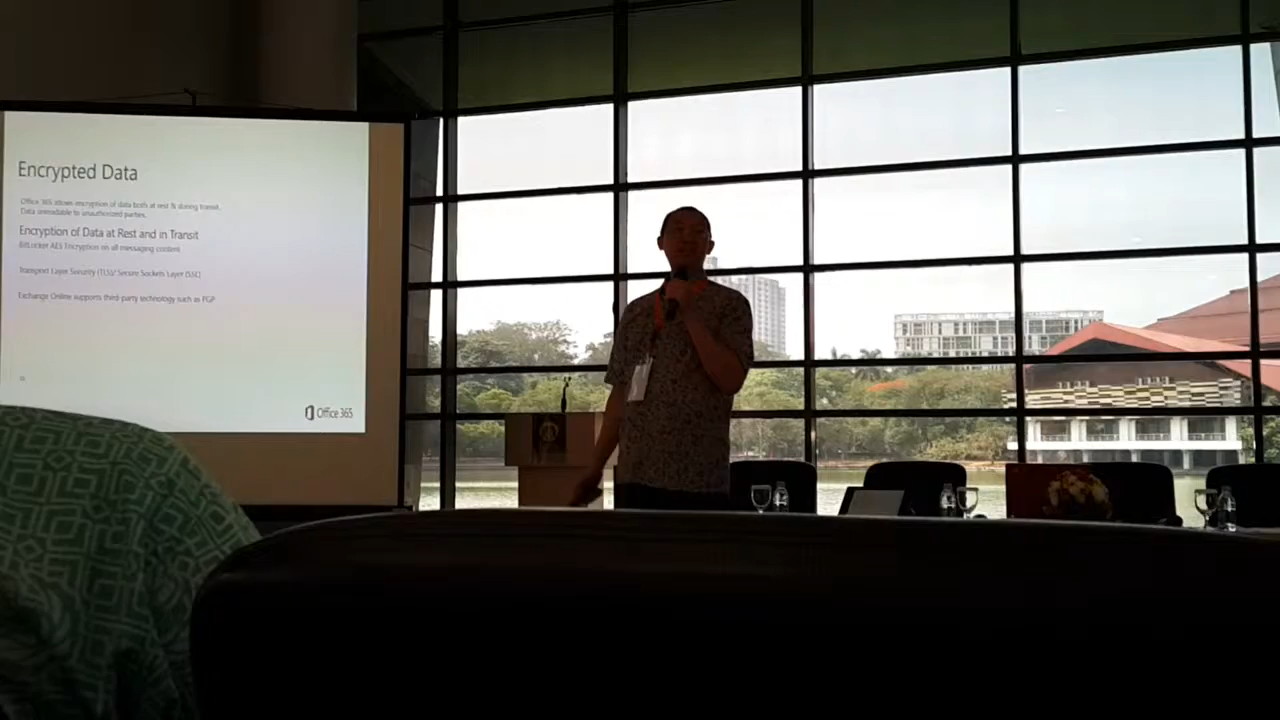 Encrypted Data
Office 365 allows encryption of data both at rest & during transit.
Data unreadable to unauthorized parties.
Encryption of Data at Rest and in Transit
BitLocker AES Encryption on all messaging content
Transport Layer Security (TLS)/ Secure Sockets Layer (SSL)
Exchange Online supports third-party technology such as PGP
Office 365